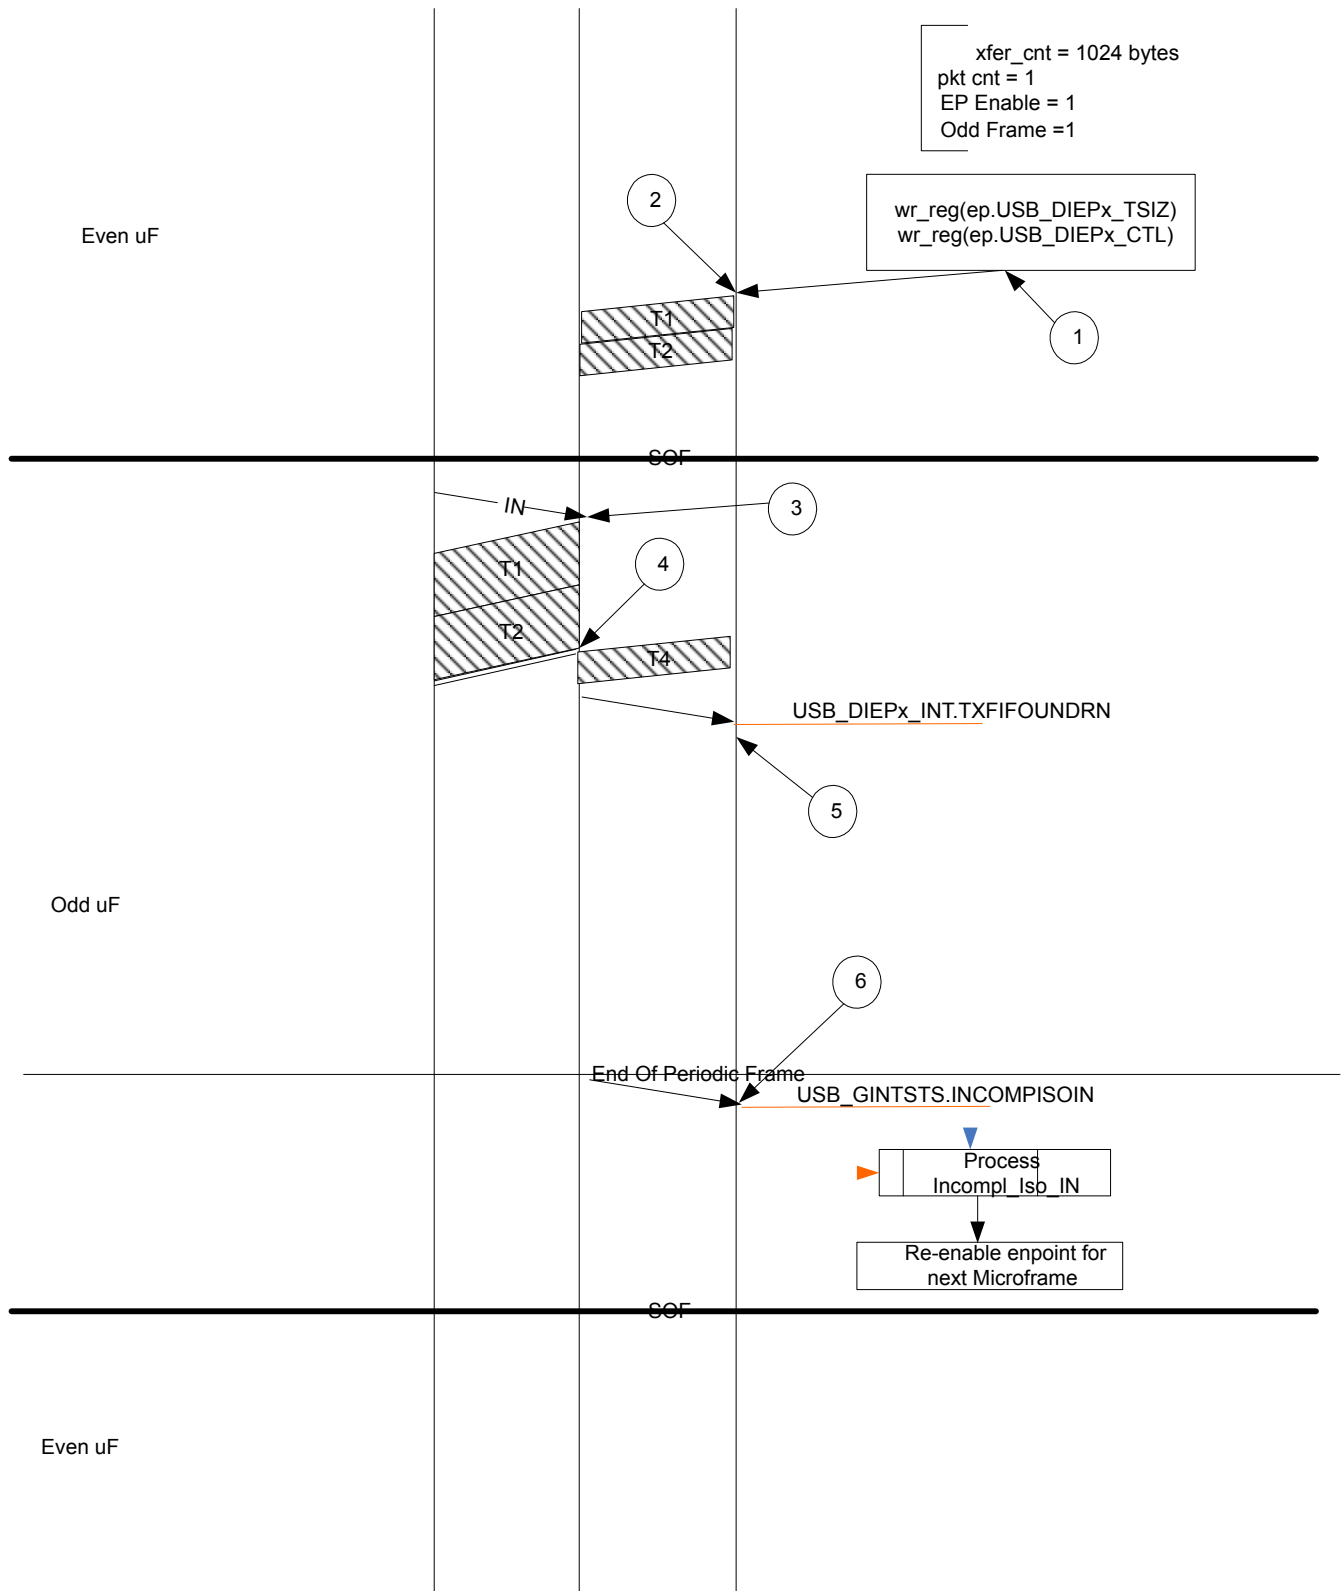 xfer_cnt = 1024 bytes
pkt cnt = 1
EP Enable = 1
Odd Frame =1
2
wr_reg(ep.USB_DIEPx_TSIZ)
wr_reg(ep.USB_DIEPx_CTL)
Even uF
T1
1
T2
SOF
IN
3
T1
4
T2
T4
USB_DIEPx_INT.TXFIFOUNDRN
5
Odd uF
6
End Of Periodic Frame
USB_GINTSTS.INCOMPISOIN
Process
Incompl_Iso_IN
Re-enable enpoint for
next Microframe
SOF
Even uF